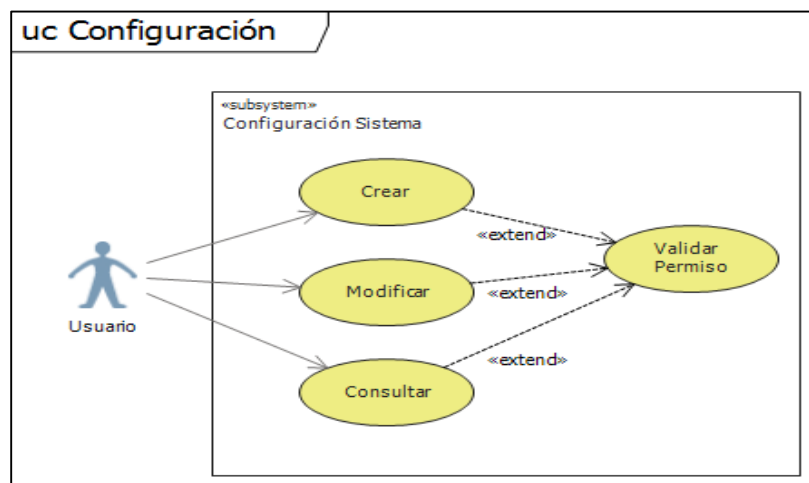 uc Configuración
«subsystem»
Configuración Sistema
Crear
«extend»
Validar
Permiso
Modificar
«extend»
Usuario
«extend»
Consultar